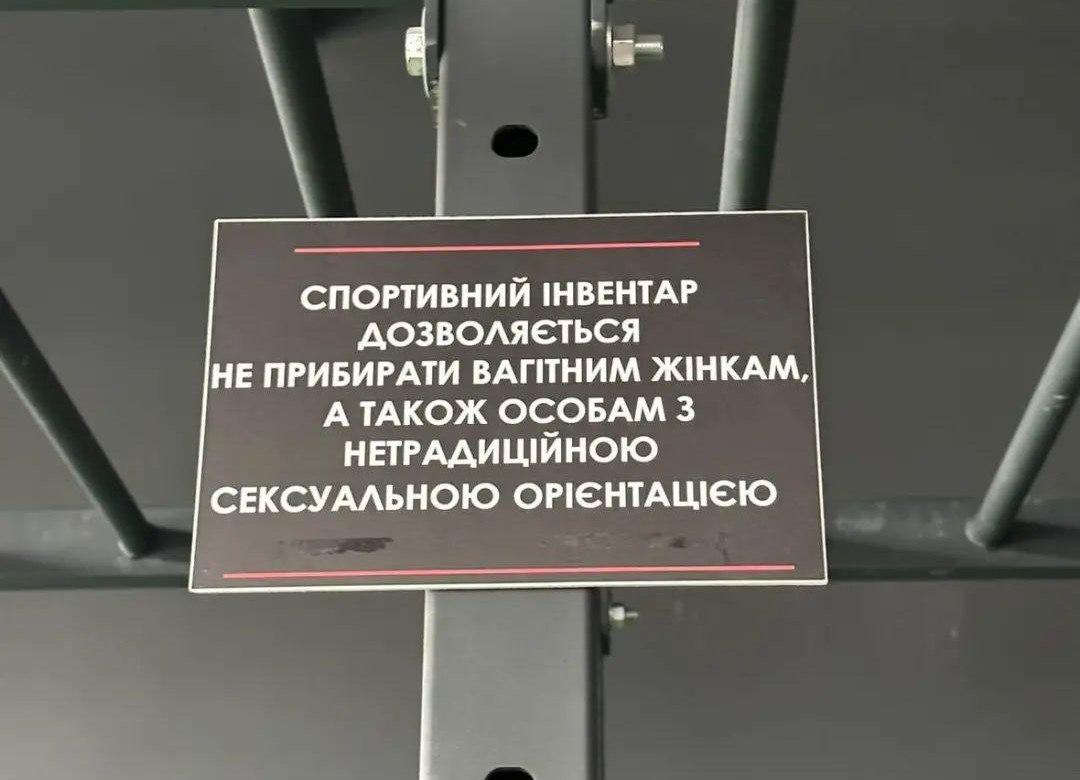 СПОРТИВНИЙ ІНВЕНТАР
ДОЗВОЛЯЄТЬСЯ
НЕ ПРИБИРАТИ ВАГІТНИМ ЖІНКАМ,
А ТАКОЖ ОСОБАМ З
НЕТРАДИЦІЙНОЮ
СЕКСУАЛЬНОЮ ОРІЄНТАЦІЄЮ